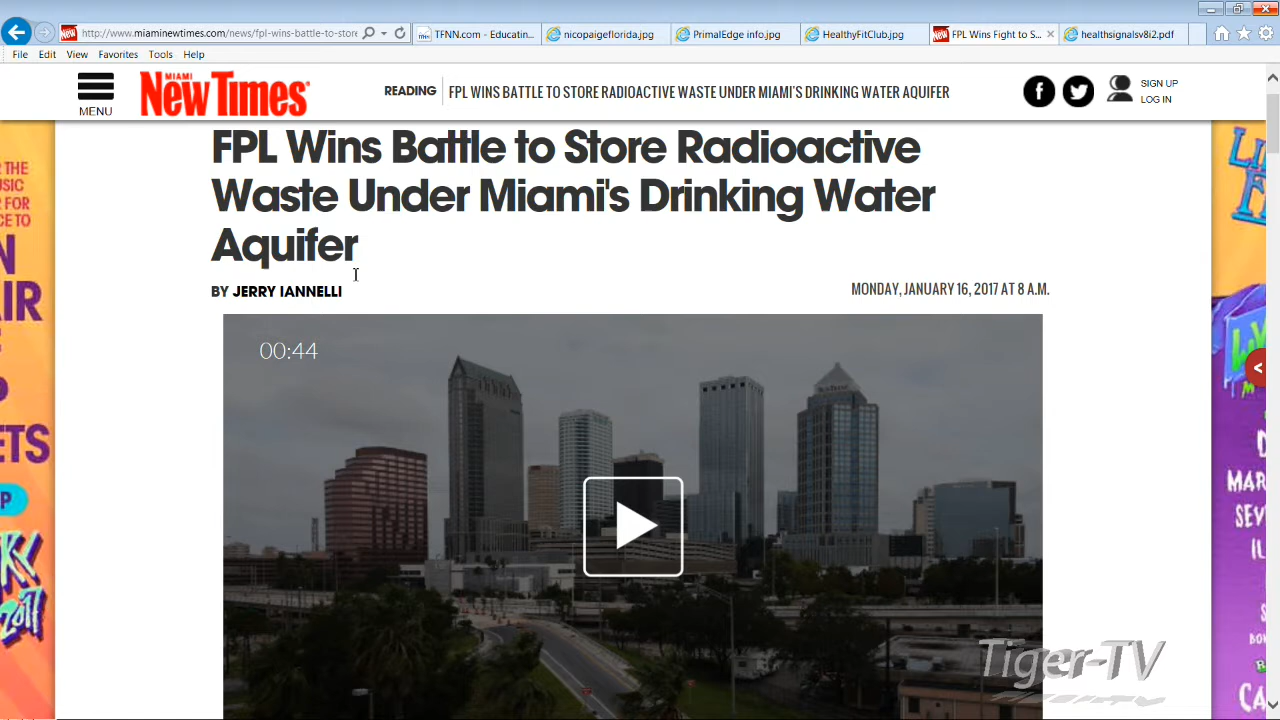 http://www.miaminewtimes.com/news/fpl-wins-battle-to-store
TFNN.com - Educatin...
nicopaigeflorida.jpg
PrimalEdge info.jpg
HealthyFitClub.jpg
FPL Wins Fight to S...
healthsignalsv8i2.pdf
File Edit View Favorites Tools Help
MENU
MIAMI
New Times
READING
FPL WINS BATTLE TO STORE RADIOACTIVE WASTE UNDER MIAMI'S DRINKING WATER AQUIFER
SIGN UP
LOG IN
FPL Wins Battle to Store Radioactive
Waste Under Miami's Drinking Water
Aquifer
BY JERRY IANNELLI
MONDAY, JANUARY 16, 2017 AT 8 A.M.
00:44
THE
FOR
TO
2017
Tiger-TV